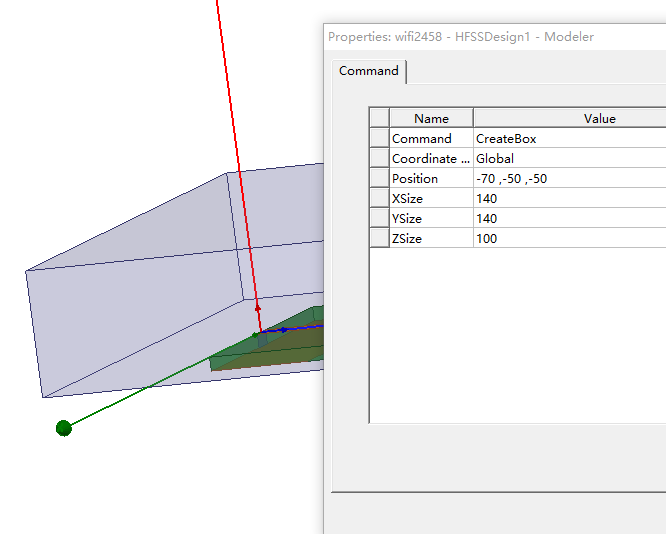 Properties: wifi2458 - HFSSDesign1 - Modeler
Command
Name Value
Command CreateBox
Coordinate ... Global
Position -70 ,-50 ,-50
XSize 140
YSize 140
ZSize 100